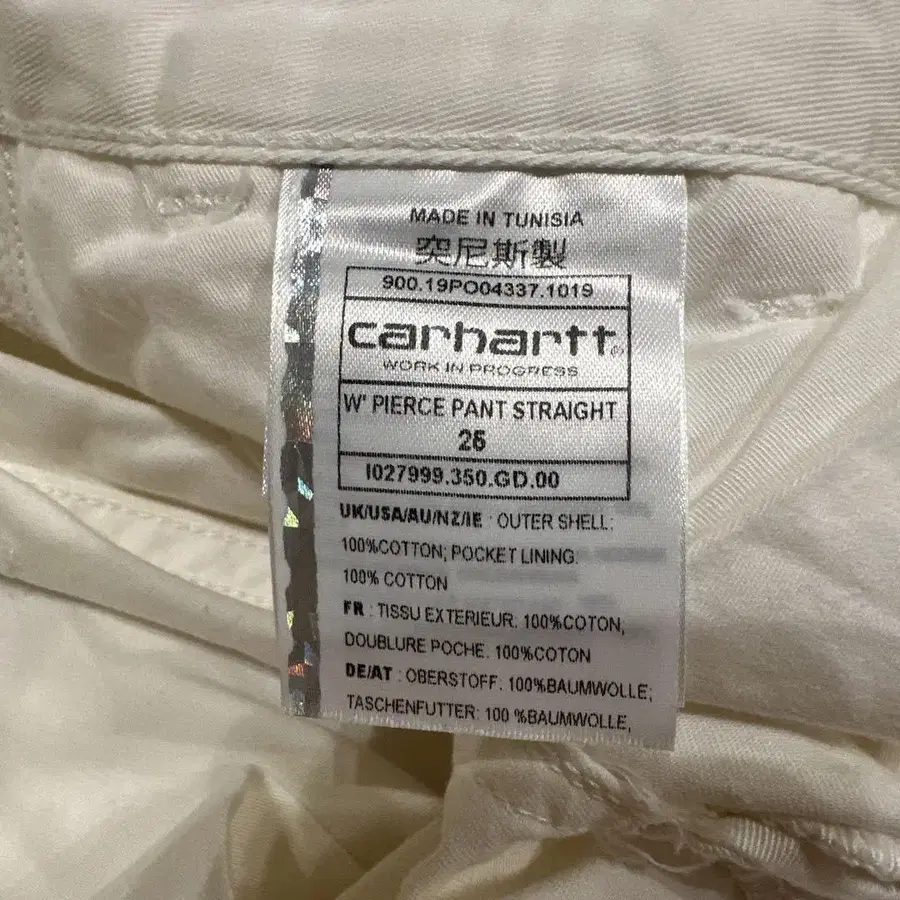 MADE IN TUNISIA
突尼斯製
900.19PO04337.1019
carhartt®
WORK IN PROGRESS
W' PIERCE PANT STRAIGHT
26
I027999.350.GD.00
UK/USA/AU/NZ/IE : OUTER SHELL:
100%COTTON; POCKET LINING:
100% COTTON
FR : TISSU EXTERIEUR: 100%COTON,
DOUBLURE POCHE: 100%COTON
DE/AT : OBERSTOFF: 100%BAUMWOLLE;
TASCHENFUTTER: 100 %BAUMWOLLE,